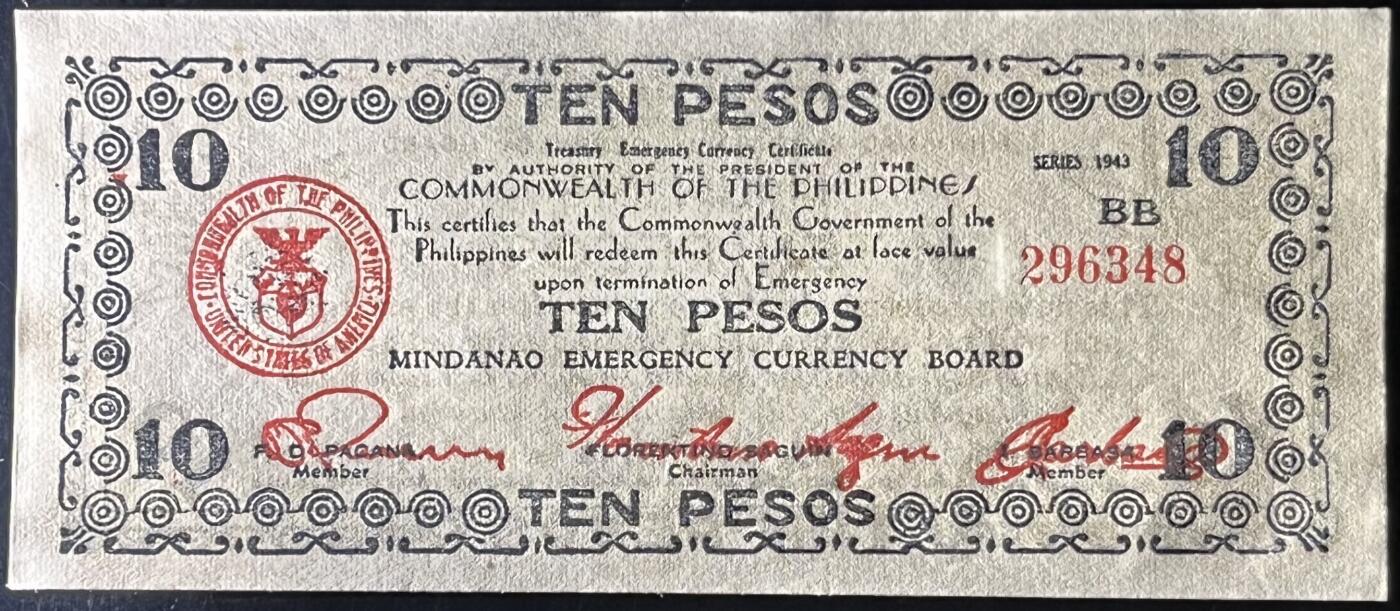 TEN PESOS
10
10
Treasury Emergency Currency Certificate
SERIES 1943
BY AUTHORITY OF THE PRESIDENT OF THE
COMMONWEALTH OF THE PHILIPPINES
BB
This certifies that the Commonwealth Government of the
Philippines will redeem this Certificate at face value
296348
upon termination of Emergency
TEN PESOS
COMMONWEALTH OF THE PHILIPPINES
UNITED STATES OF AMERICA
MINDANAO EMERGENCY CURRENCY BOARD
10
10
F. D. PACANA
FLORENTINO SAGUIN
BARBASA
Member
Chairman
Member
TEN PESOS